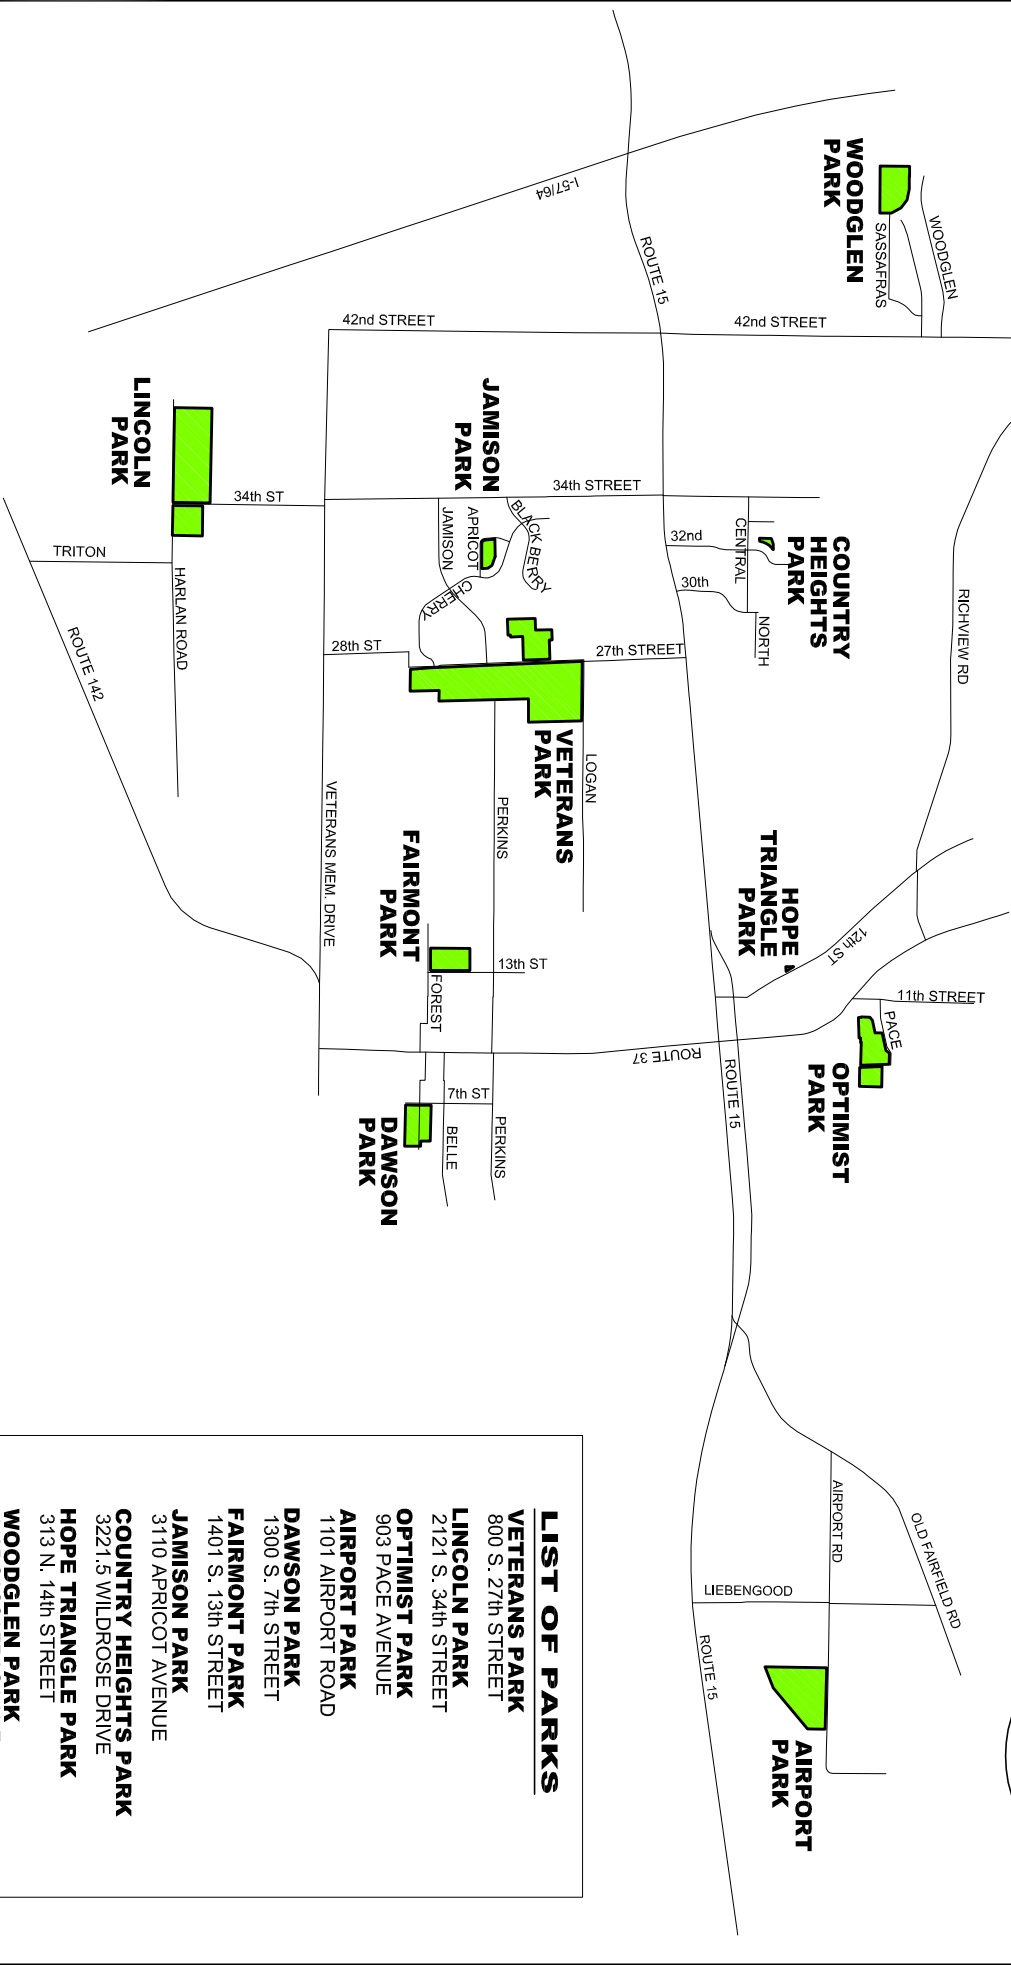 WOODGLEN
PARK
WOODGLEN
SASSAFRAS
I-57/64
ROUTE 15
42nd STREET
42nd STREET
RICHVIEW RD
COUNTRY
HEIGHTS
PARK
CENTRAL
NORTH
32nd
30th
34th STREET
34th ST
JAMISON
PARK
BLACK BERRY
APRICOT
JAMISON
CHERRY
LINCOLN
PARK
TRITON
HARLAN ROAD
ROUTE 142
28th ST
27th STREET
VETERANS
PARK
LOGAN
PERKINS
VETERANS MEM. DRIVE
FAIRMONT
PARK
13th ST
FOREST
HOPE
TRIANGLE
PARK
12th ST
11th STREET
PACE
OPTIMIST
PARK
ROUTE 37
ROUTE 15
7th ST
PERKINS
BELLE
DAWSON
PARK
OLD FAIRFIELD RD
AIRPORT RD
LIEBENGOOD
ROUTE 15
AIRPORT
PARK
LIST OF PARKS
VETERANS PARK
800 S. 27th STREET
LINCOLN PARK
2121 S. 34th STREET
OPTIMIST PARK
903 PACE AVENUE
AIRPORT PARK
1101 AIRPORT ROAD
DAWSON PARK
1300 S. 7th STREET
FAIRMONT PARK
1401 S. 13th STREET
JAMISON PARK
3110 APRICOT AVENUE
COUNTRY HEIGHTS PARK
3221.5 WILDROSE DRIVE
HOPE TRIANGLE PARK
313 N. 14th STREET
WOODGLEN PARK